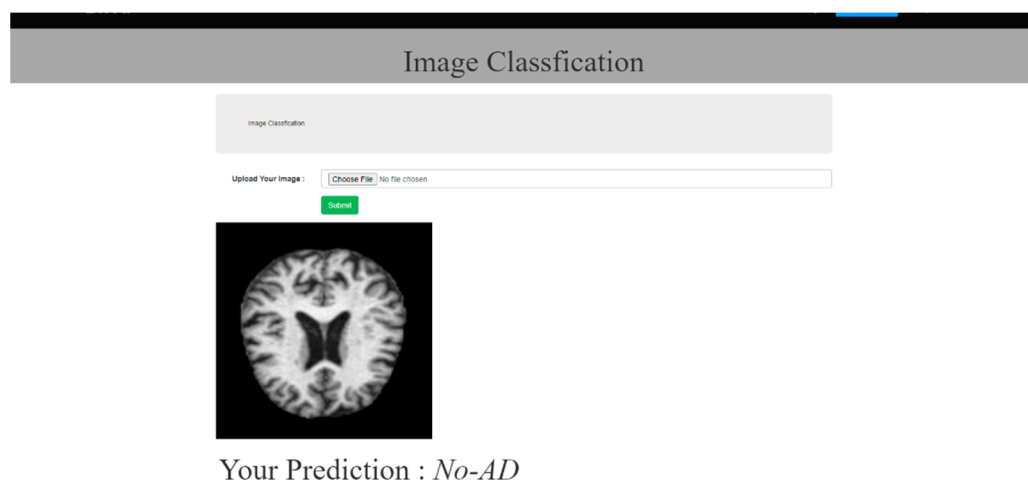 Image Classfication
Image Classfication
Upload Your Image : Choose File No file chosen
Submit
Your Prediction : No-AD